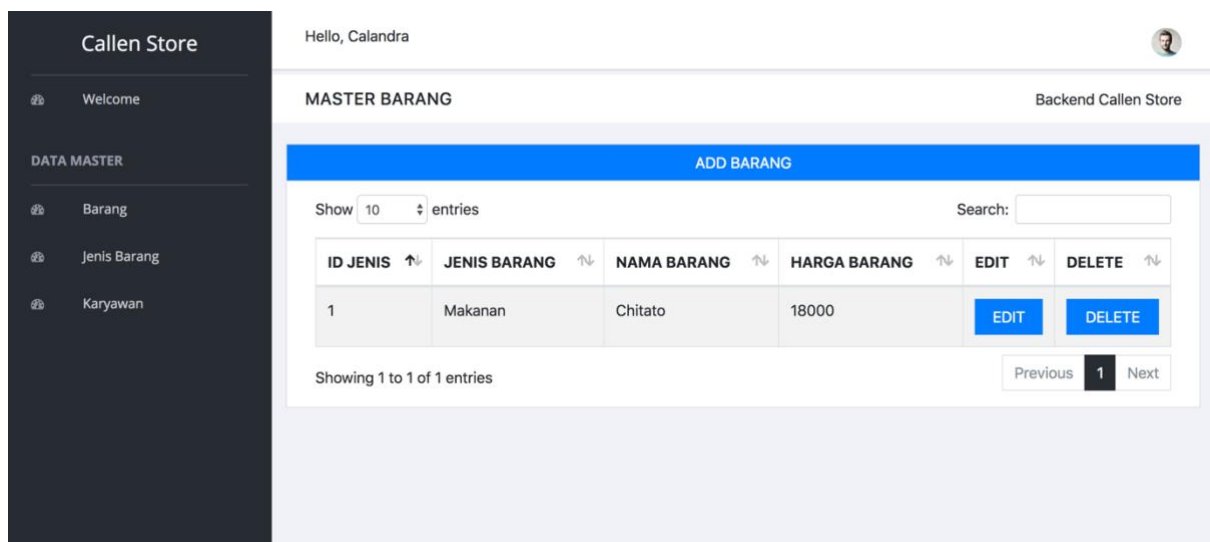 Callen Store
Hello, Calandra
Welcome
MASTER BARANG
Backend Callen Store
DATA MASTER
Barang
Jenis Barang
Karyawan
ADD BARANG
Show 10 entries
Search:
ID JENIS JENIS BARANG NAMA BARANG HARGA BARANG EDIT DELETE
1 Makanan Chitato 18000 EDIT DELETE
Showing 1 to 1 of 1 entries
Previous 1 Next